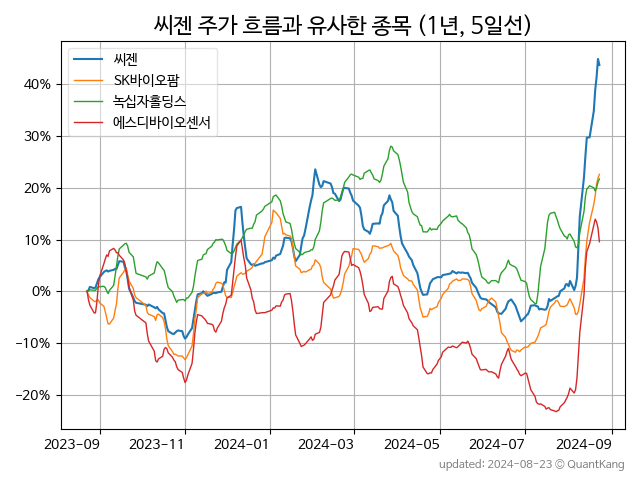 씨젠 주가 흐름과 유사한 종목 (1년, 5일선)
씨젠
SK바이오팜
녹십자홀딩스
에스디바이오센서
40%
30%
20%
10%
0%
−10%
−20%
2023-09 2023-11 2024-01 2024-03 2024-05 2024-07 2024-09
updated: 2024-08-23 © QuantKang